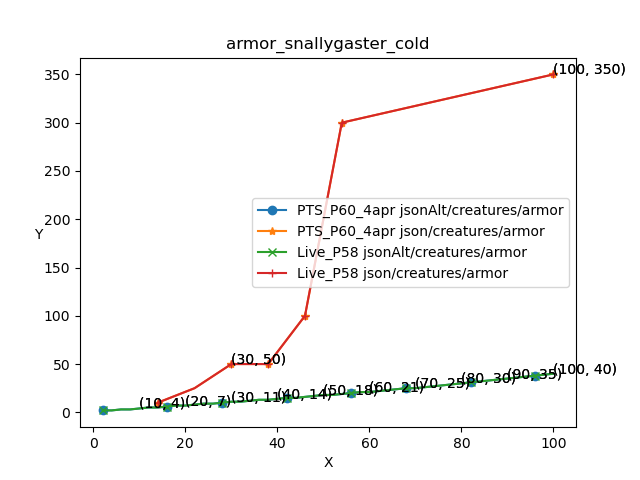 armor_snallygaster_cold
350
300
250
200
150
100
50
0
Y
(100, 350)
PTS_P60_4apr jsonAlt/creatures/armor
PTS_P60_4apr json/creatures/armor
Live_P58 jsonAlt/creatures/armor
Live_P58 json/creatures/armor
(30, 50)
(10, 4)
(20, 7)
(30, 11)
(40, 14)
(50, 18)
(60, 21)
(70, 25)
(80, 30)
(90, 35)
(100, 40)
0 20 40 60 80 100
X